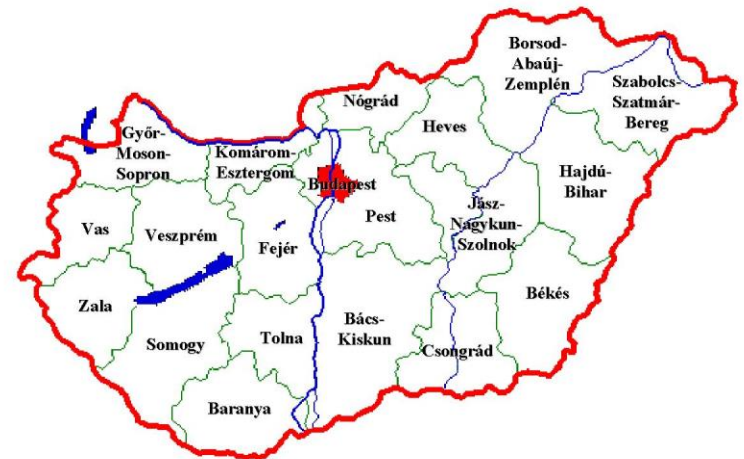 Borsod-
Abaúj-
Zemplén
Szabolcs-
Szatmár-
Bereg
Nógrád
Heves
Győr-
Moson-
Sopron
Komárom-
Esztergom
Budapest
Hajdú-
Bihar
Vas
Veszprém
Fejér
Pest
Jász-
Nagykun-
Szolnok
Zala
Somogy
Tolna
Bács-
Kiskun
Csongrád
Békés
Baranya